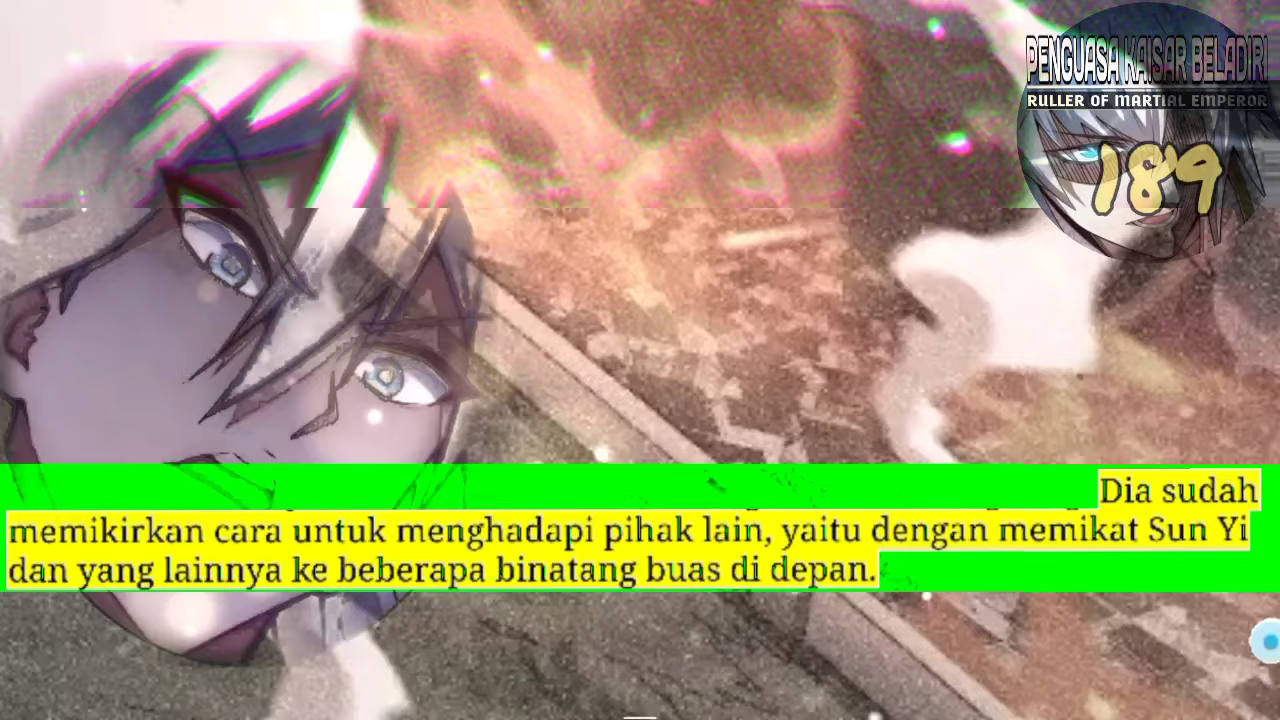 PENGUASA KAISAR BELADIRI
RULLER OF MARTIAL EMPEROR
189
Dia sudah
memikirkan cara untuk menghadapi pihak lain, yaitu dengan memikat Sun Yi
dan yang lainnya ke beberapa binatang buas di depan.